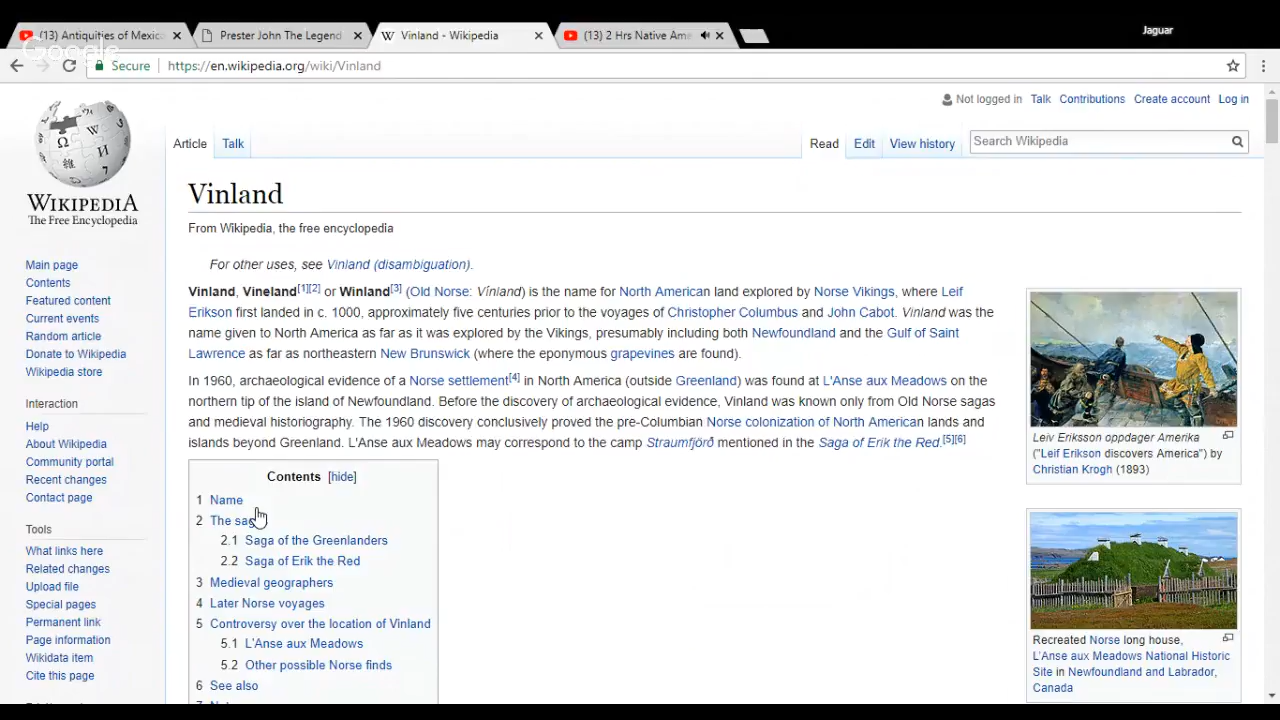 (13) Antiquities of Mexico
Prester John The Legend
Vinland - Wikipedia
(13) 2 Hrs Native Ame
Jaguar
Google
Secure
https://en.wikipedia.org/wiki/Vinland
Not logged in Talk Contributions Create account Log in
Article Talk
Read Edit View history
Search Wikipedia
WIKIPEDIA
The Free Encyclopedia
Main page
Contents
Featured content
Current events
Random article
Donate to Wikipedia
Wikipedia store
Interaction
Help
About Wikipedia
Community portal
Recent changes
Contact page
Tools
What links here
Related changes
Upload file
Special pages
Permanent link
Page information
Wikidata item
Cite this page
Vinland
From Wikipedia, the free encyclopedia
For other uses, see Vinland (disambiguation).
Vinland, Vineland[1][2] or Winland[3] (Old Norse: Vínland) is the name for North American land explored by Norse Vikings, where Leif
Erikson first landed in c. 1000, approximately five centuries prior to the voyages of Christopher Columbus and John Cabot. Vinland was the
name given to North America as far as it was explored by the Vikings, presumably including both Newfoundland and the Gulf of Saint
Lawrence as far as northeastern New Brunswick (where the eponymous grapevines are found).
In 1960, archaeological evidence of a Norse settlement[4] in North America (outside Greenland) was found at L'Anse aux Meadows on the
northern tip of the island of Newfoundland. Before the discovery of archaeological evidence, Vinland was known only from Old Norse sagas
and medieval historiography. The 1960 discovery conclusively proved the pre-Columbian Norse colonization of North American lands and
islands beyond Greenland. L'Anse aux Meadows may correspond to the camp Straumfjörð mentioned in the Saga of Erik the Red.[5][6]
Contents [hide]
1 Name
2 The sagas
2.1 Saga of the Greenlanders
2.2 Saga of Erik the Red
3 Medieval geographers
4 Later Norse voyages
5 Controversy over the location of Vinland
5.1 L'Anse aux Meadows
5.2 Other possible Norse finds
6 See also
Leiv Eriksson oppdager Amerika
("Leif Erikson discovers America") by
Christian Krogh (1893)
Recreated Norse long house,
L'Anse aux Meadows National Historic
Site in Newfoundland and Labrador,
Canada